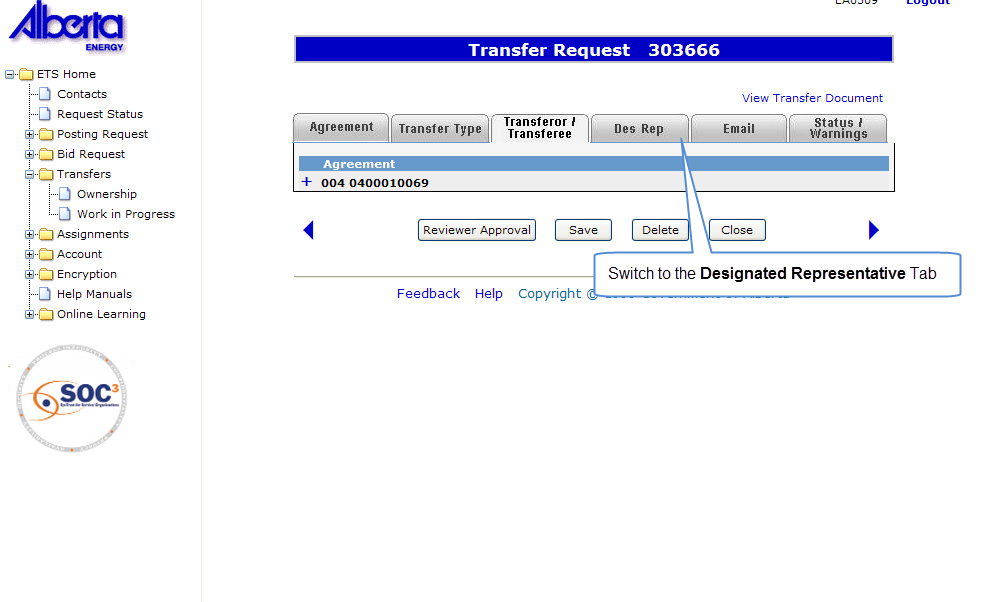 Alberta
ENERGY
Logout
Transfer Request 303666
View Transfer Document
ETS Home
Contacts
Request Status
Posting Request
Bid Request
Transfers
Ownership
Work in Progress
Assignments
Account
Encryption
Help Manuals
Online Learning
Agreement
Transfer Type
Transferor /
Transferee
Des Rep
Email
Status /
Warnings
Agreement
+ 004 0400010069
Reviewer Approval
Save
Delete
Close
Switch to the Designated Representative Tab
Feedback Help Copyright ©
SOC3